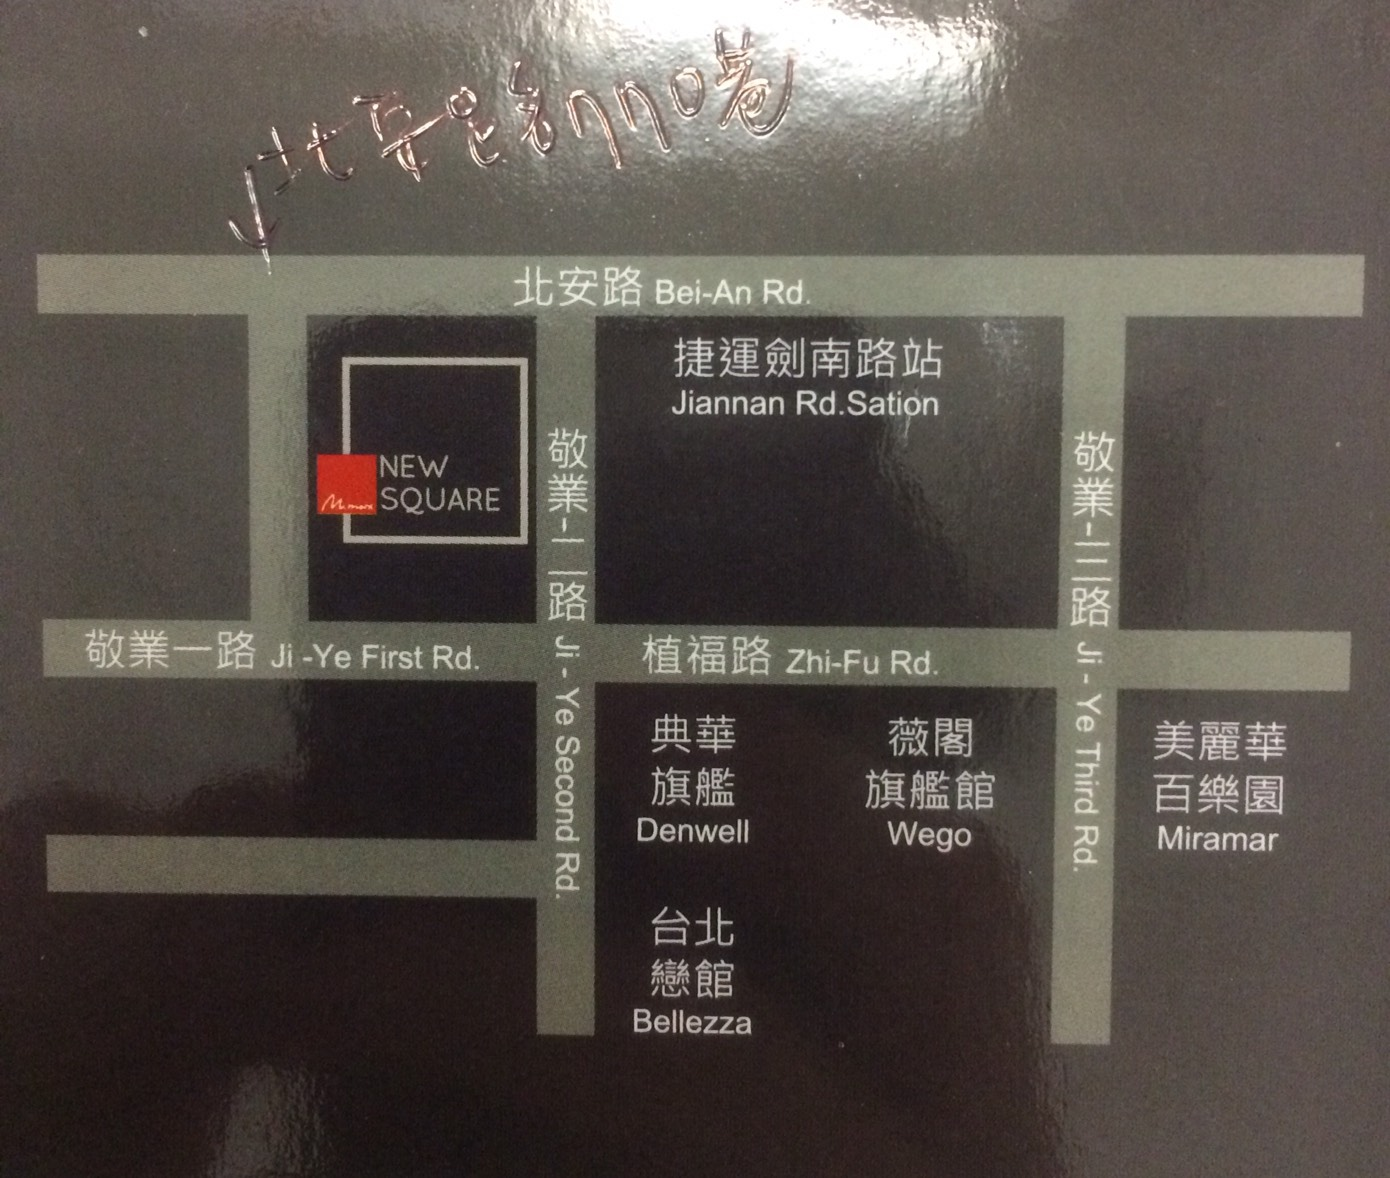 北安路770巷
北安路 Bei-An Rd.
捷運劍南路站
Jiannan Rd.Sation
NEW
SQUARE
敬業二路 Ji - Ye Second Rd.
敬業三路 Ji - Ye Third Rd.
敬業一路 Ji -Ye First Rd.
植福路 Zhi-Fu Rd.
典華
旗艦
Denwell
薇閣
旗艦館
Wego
美麗華
百樂園
Miramar
台北
戀館
Bellezza